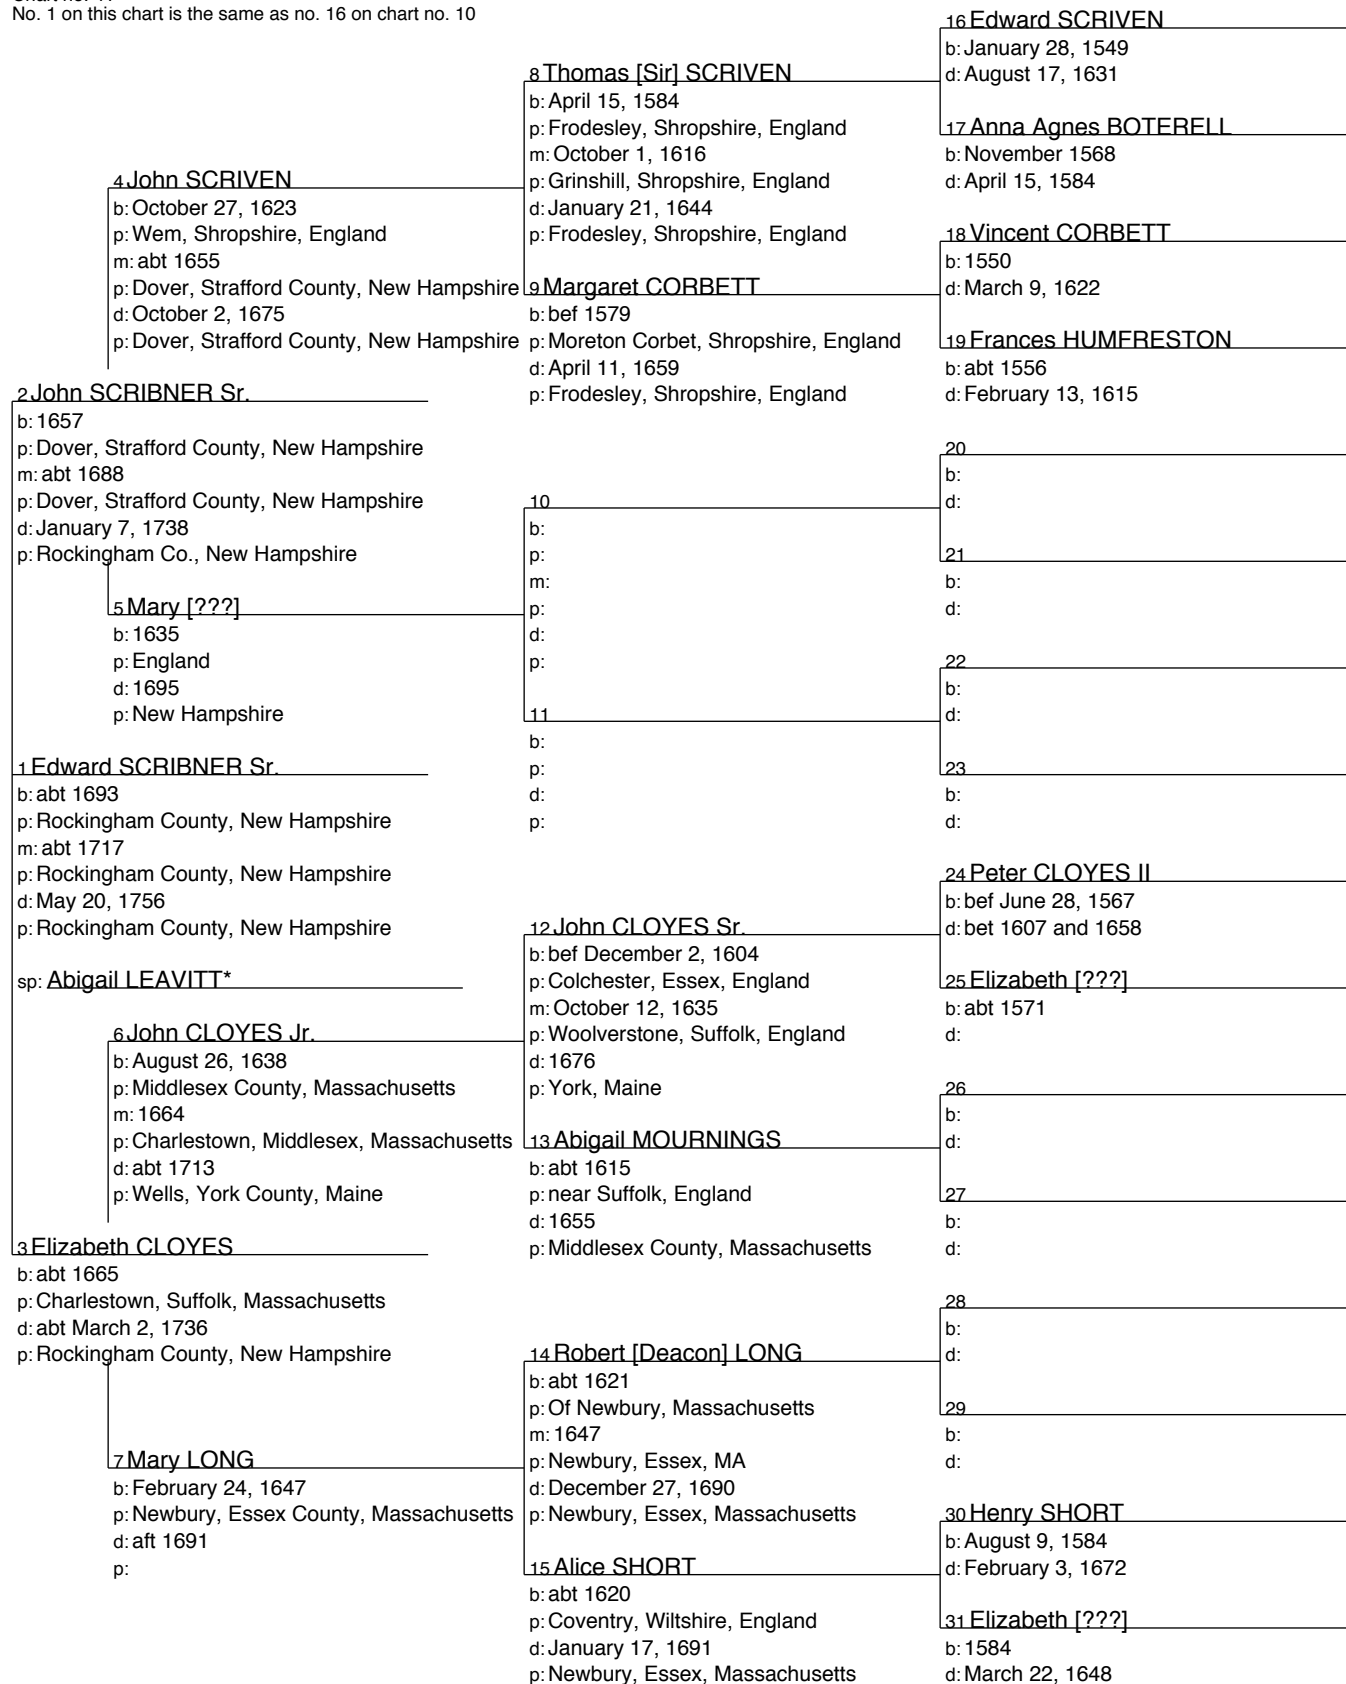 No. 1 on this chart is the same as no. 16 on chart no. 10
16 Edward SCRIVEN
b: January 28, 1549
d: August 17, 1631
8 Thomas [Sir] SCRIVEN
b: April 15, 1584
p: Frodesley, Shropshire, England
m: October 1, 1616
p: Grinshill, Shropshire, England
d: January 21, 1644
p: Frodesley, Shropshire, England
17 Anna Agnes BOTERELL
b: November 1568
d: April 15, 1584
4 John SCRIVEN
b: October 27, 1623
p: Wem, Shropshire, England
m: abt 1655
p: Dover, Strafford County, New Hampshire
d: October 2, 1675
p: Dover, Strafford County, New Hampshire
18 Vincent CORBETT
b: 1550
d: March 9, 1622
9 Margaret CORBETT
b: bef 1579
p: Moreton Corbet, Shropshire, England
d: April 11, 1659
p: Frodesley, Shropshire, England
19 Frances HUMFRESTON
b: abt 1556
d: February 13, 1615
2 John SCRIBNER Sr.
b: 1657
p: Dover, Strafford County, New Hampshire
m: abt 1688
p: Dover, Strafford County, New Hampshire
d: January 7, 1738
p: Rockingham Co., New Hampshire
20
b:
d:
10
b:
p:
m:
p:
d:
p:
21
b:
d:
5 Mary [???]
b: 1635
p: England
d: 1695
p: New Hampshire
22
b:
d:
11
b:
p:
d:
p:
23
b:
d:
1 Edward SCRIBNER Sr.
b: abt 1693
p: Rockingham County, New Hampshire
m: abt 1717
p: Rockingham County, New Hampshire
d: May 20, 1756
p: Rockingham County, New Hampshire
sp: Abigail LEAVITT*
24 Peter CLOYES II
b: bef June 28, 1567
d: bet 1607 and 1658
12 John CLOYES Sr.
b: bef December 2, 1604
p: Colchester, Essex, England
m: October 12, 1635
p: Woolverstone, Suffolk, England
d: 1676
p: York, Maine
25 Elizabeth [???]
b: abt 1571
d:
6 John CLOYES Jr.
b: August 26, 1638
p: Middlesex County, Massachusetts
m: 1664
p: Charlestown, Middlesex, Massachusetts
d: abt 1713
p: Wells, York County, Maine
26
b:
d:
13 Abigail MOURNINGS
b: abt 1615
p: near Suffolk, England
d: 1655
p: Middlesex County, Massachusetts
27
b:
d:
3 Elizabeth CLOYES
b: abt 1665
p: Charlestown, Suffolk, Massachusetts
d: abt March 2, 1736
p: Rockingham County, New Hampshire
28
b:
d:
14 Robert [Deacon] LONG
b: abt 1621
p: Of Newbury, Massachusetts
m: 1647
p: Newbury, Essex, MA
d: December 27, 1690
p: Newbury, Essex, Massachusetts
29
b:
d:
7 Mary LONG
b: February 24, 1647
p: Newbury, Essex County, Massachusetts
d: aft 1691
p:
30 Henry SHORT
b: August 9, 1584
d: February 3, 1672
15 Alice SHORT
b: abt 1620
p: Coventry, Wiltshire, England
d: January 17, 1691
p: Newbury, Essex, Massachusetts
31 Elizabeth [???]
b: 1584
d: March 22, 1648